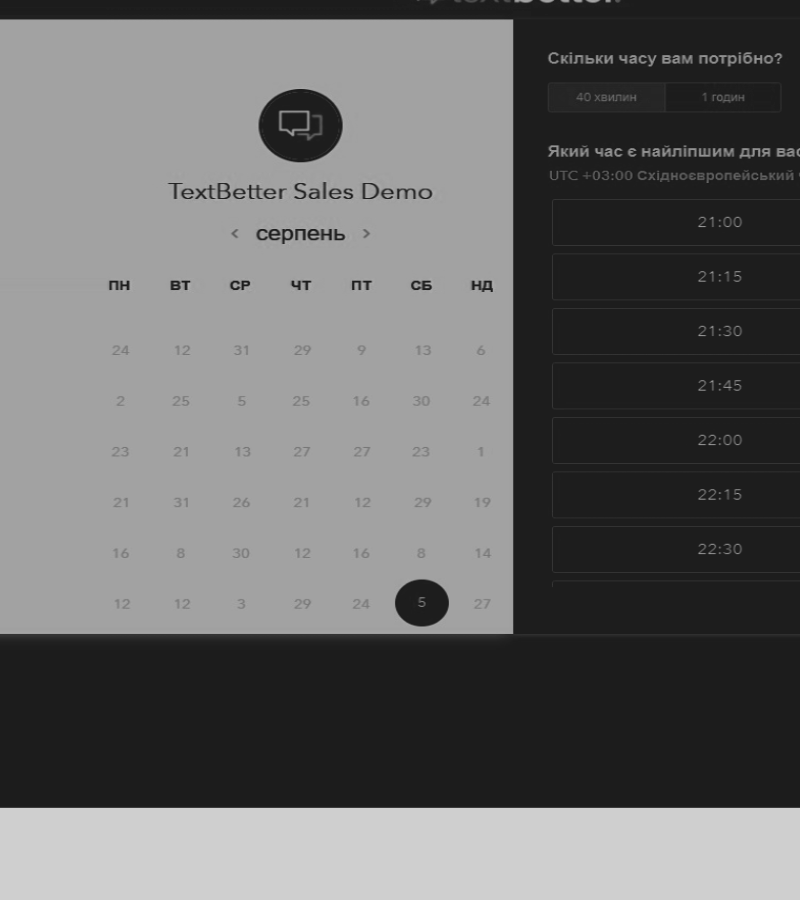 TextBetter Sales Demo
< серпень >
ПН ВТ СР ЧТ ПТ СБ НД
24 12 31 29 9 13 6
2 25 5 25 16 30 24
23 21 13 27 27 23 1
21 31 26 21 12 29 19
16 8 30 12 16 8 14
12 12 3 29 24 5 27
Скільки часу вам потрібно?
40 хвилин 1 годин
Який час є найліпшим для вас
UTC +03:00 Східноєвропейський
21:00
21:15
21:30
21:45
22:00
22:15
22:30